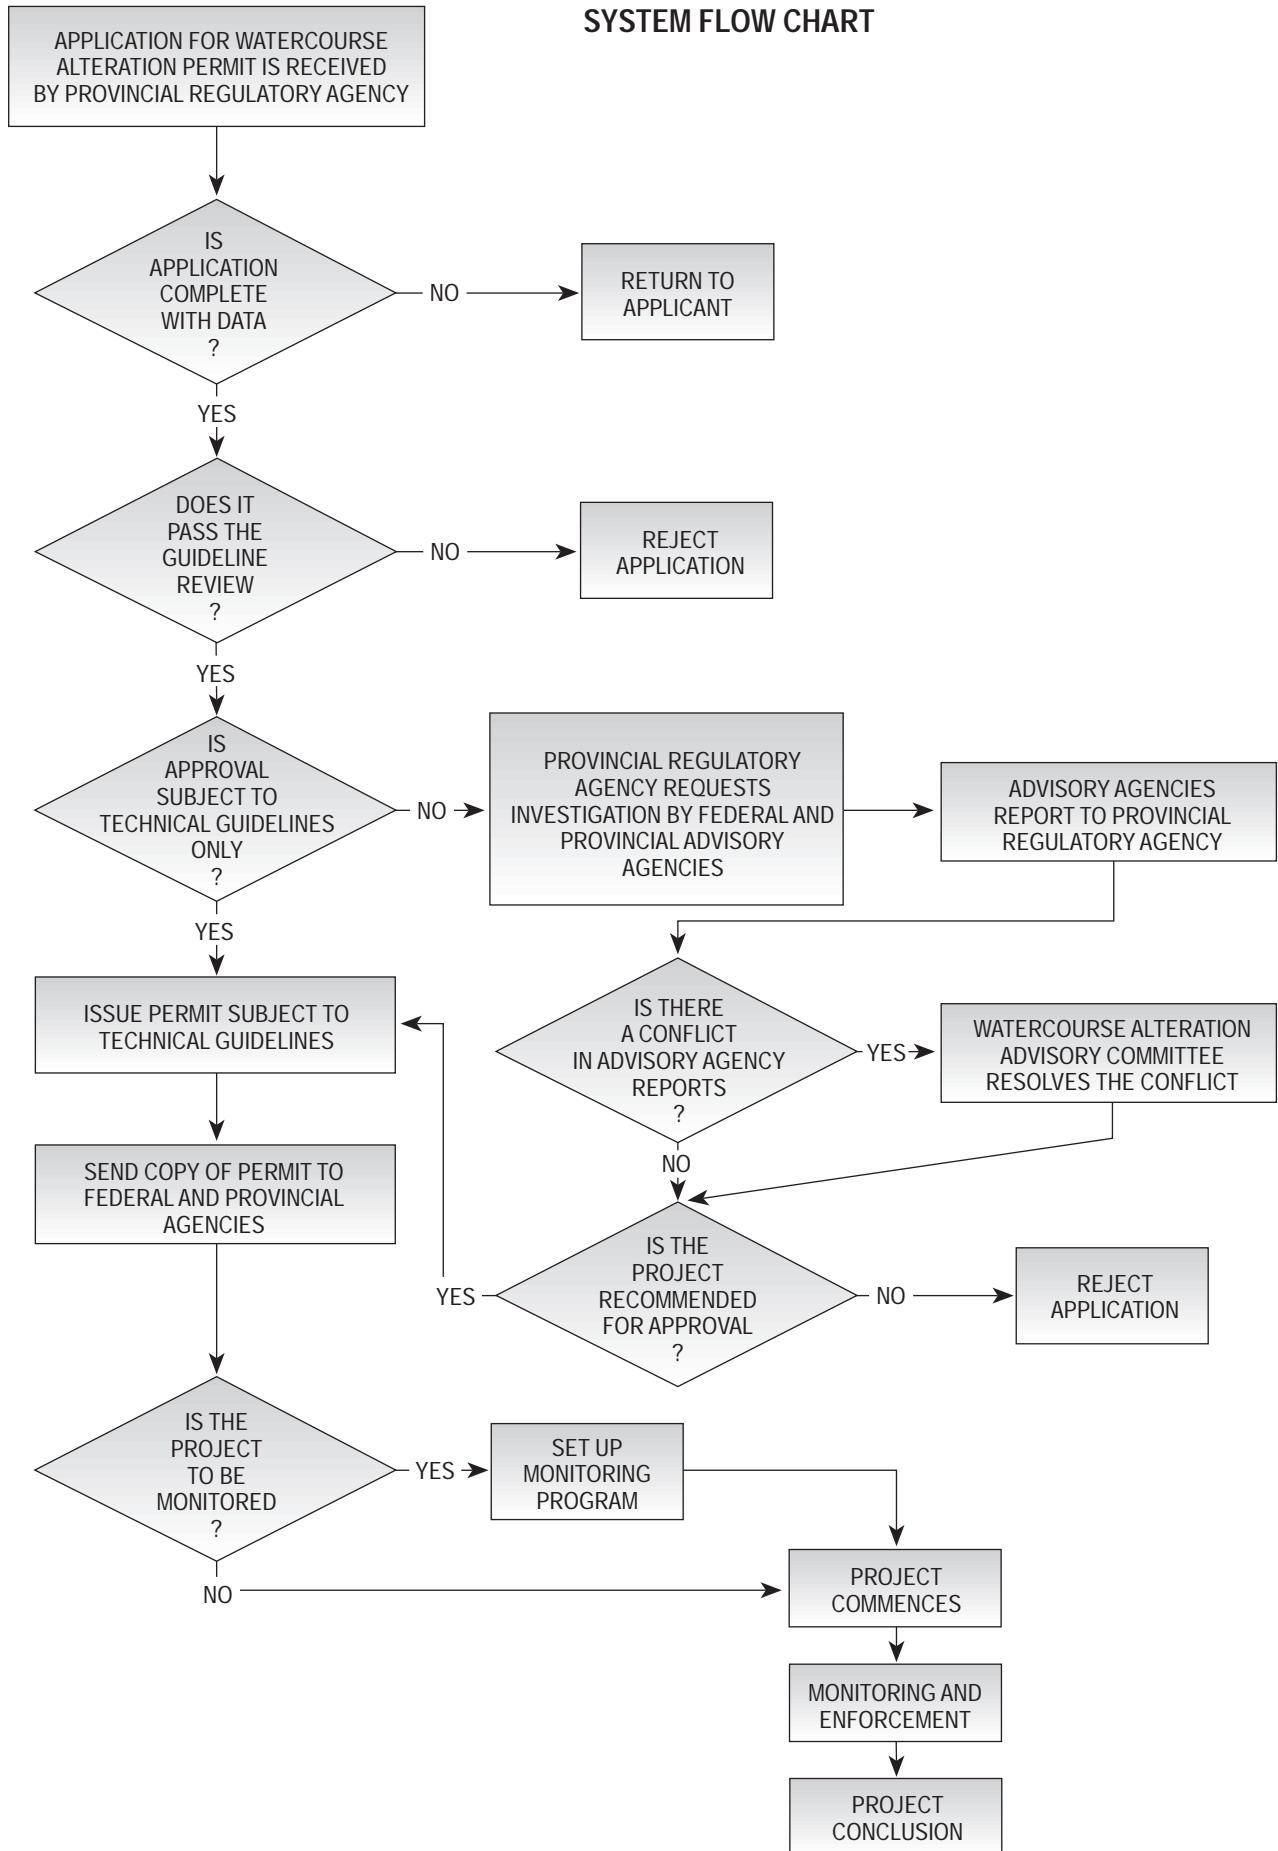 SYSTEM FLOW CHART
APPLICATION FOR WATERCOURSE
ALTERATION PERMIT IS RECEIVED
BY PROVINCIAL REGULATORY AGENCY
IS
APPLICATION
COMPLETE
WITH DATA
?
NO
RETURN TO
APPLICANT
YES
DOES IT
PASS THE
GUIDELINE
REVIEW
?
NO
REJECT
APPLICATION
YES
IS
APPROVAL
SUBJECT TO
TECHNICAL GUIDELINES
ONLY
?
NO
PROVINCIAL REGULATORY
AGENCY REQUESTS
INVESTIGATION BY FEDERAL AND
PROVINCIAL ADVISORY
AGENCIES
ADVISORY AGENCIES
REPORT TO PROVINCIAL
REGULATORY AGENCY
YES
ISSUE PERMIT SUBJECT TO
TECHNICAL GUIDELINES
IS THERE
A CONFLICT
IN ADVISORY AGENCY
REPORTS
?
YES
WATERCOURSE ALTERATION
ADVISORY COMMITTEE
RESOLVES THE CONFLICT
NO
SEND COPY OF PERMIT TO
FEDERAL AND PROVINCIAL
AGENCIES
IS THE
PROJECT
RECOMMENDED
FOR APPROVAL
?
YES
NO
REJECT
APPLICATION
IS THE
PROJECT
TO BE
MONITORED
?
YES
SET UP
MONITORING
PROGRAM
NO
PROJECT
COMMENCES
MONITORING AND
ENFORCEMENT
PROJECT
CONCLUSION